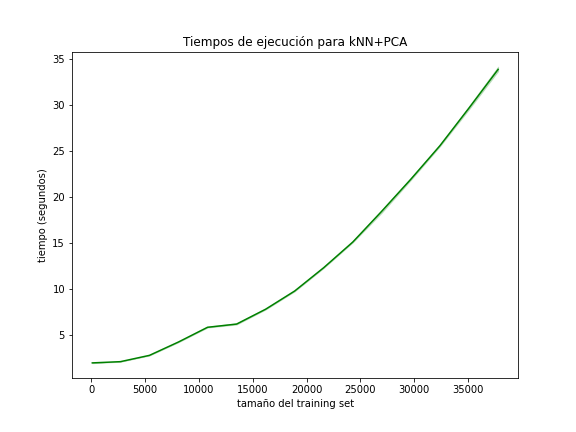 Tiempos de ejecución para kNN+PCA
35
30
25
20
15
10
5
tiempo (segundos)
0 5000 10000 15000 20000 25000 30000 35000
tamaño del training set